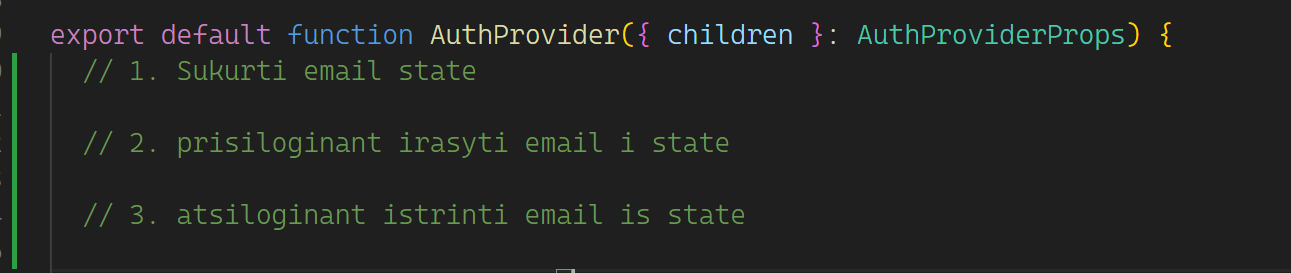 export default function AuthProvider({ children }: AuthProviderProps) {
// 1. Sukurti email state
// 2. prisiloginant irasyti email i state
// 3. atsiloginant istrinti email is state